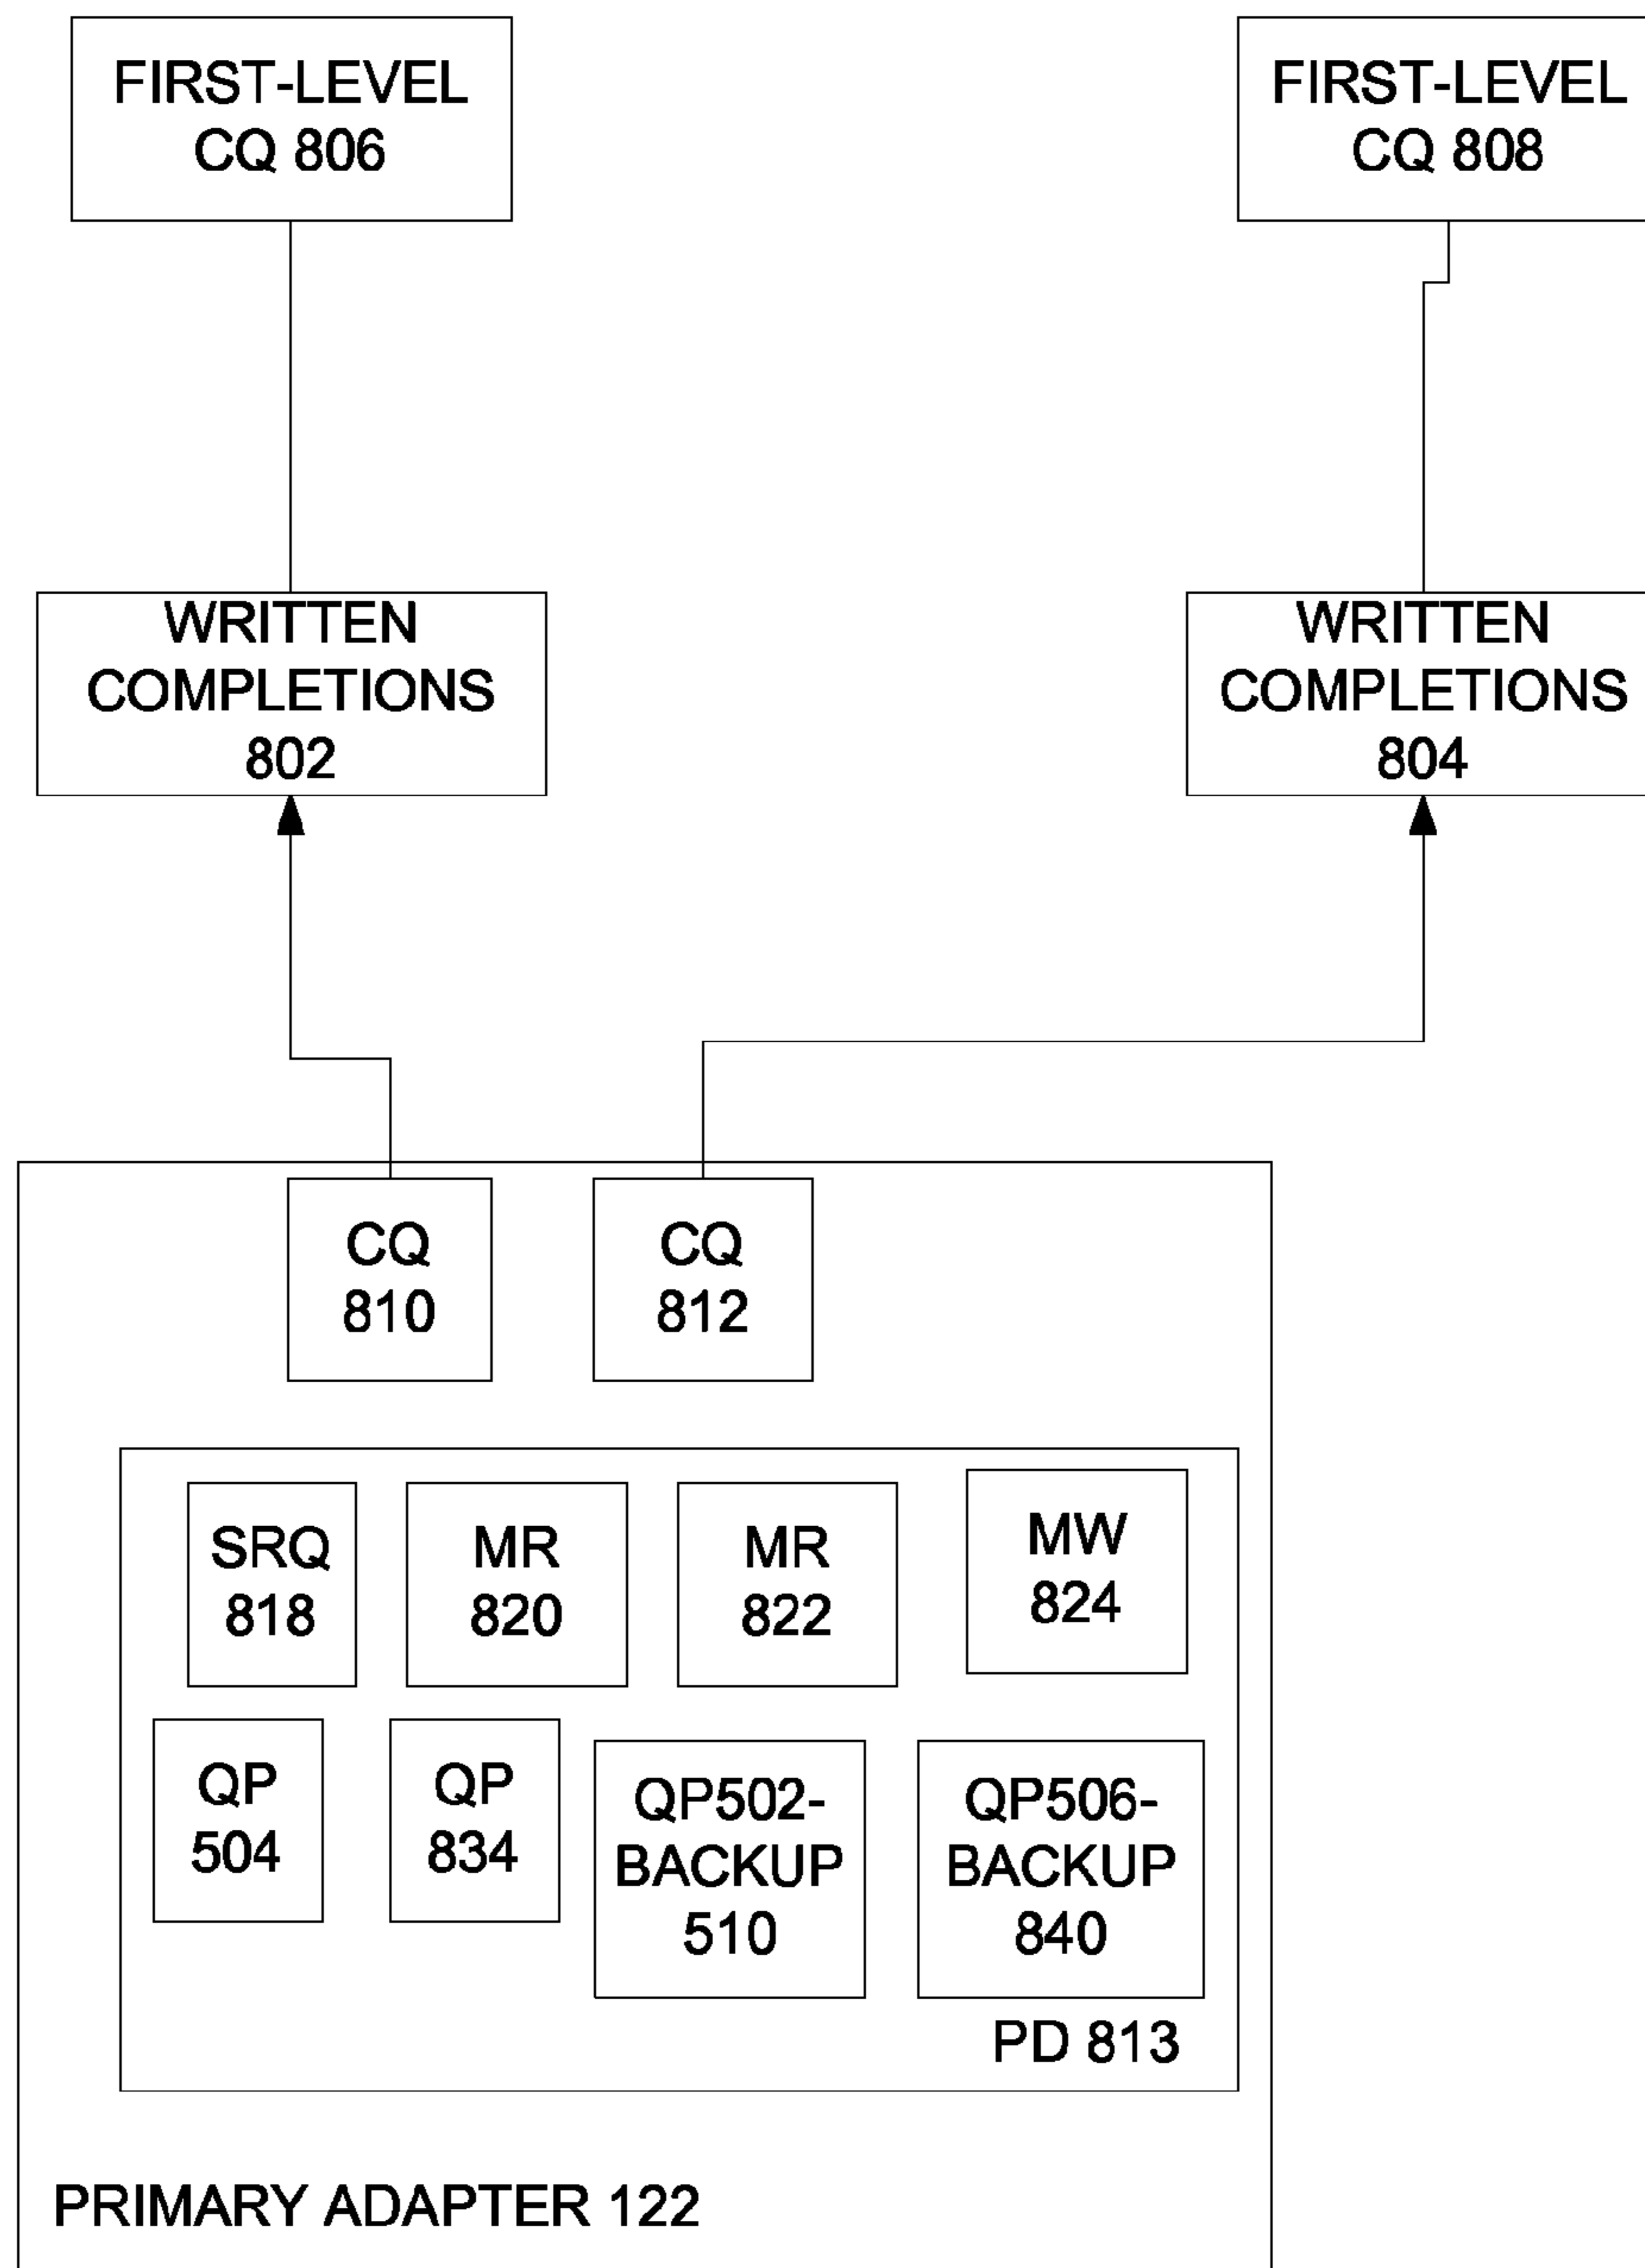 FIRST-LEVEL
CQ 806
FIRST-LEVEL
CQ 808
WRITTEN
COMPLETIONS
802
WRITTEN
COMPLETIONS
804
CQ
810
CQ
812
SRQ
818
MR
820
MR
822
MW
824
QP
504
QP
834
QP502-
BACKUP
510
QP506-
BACKUP
840
PD 813
PRIMARY ADAPTER 122